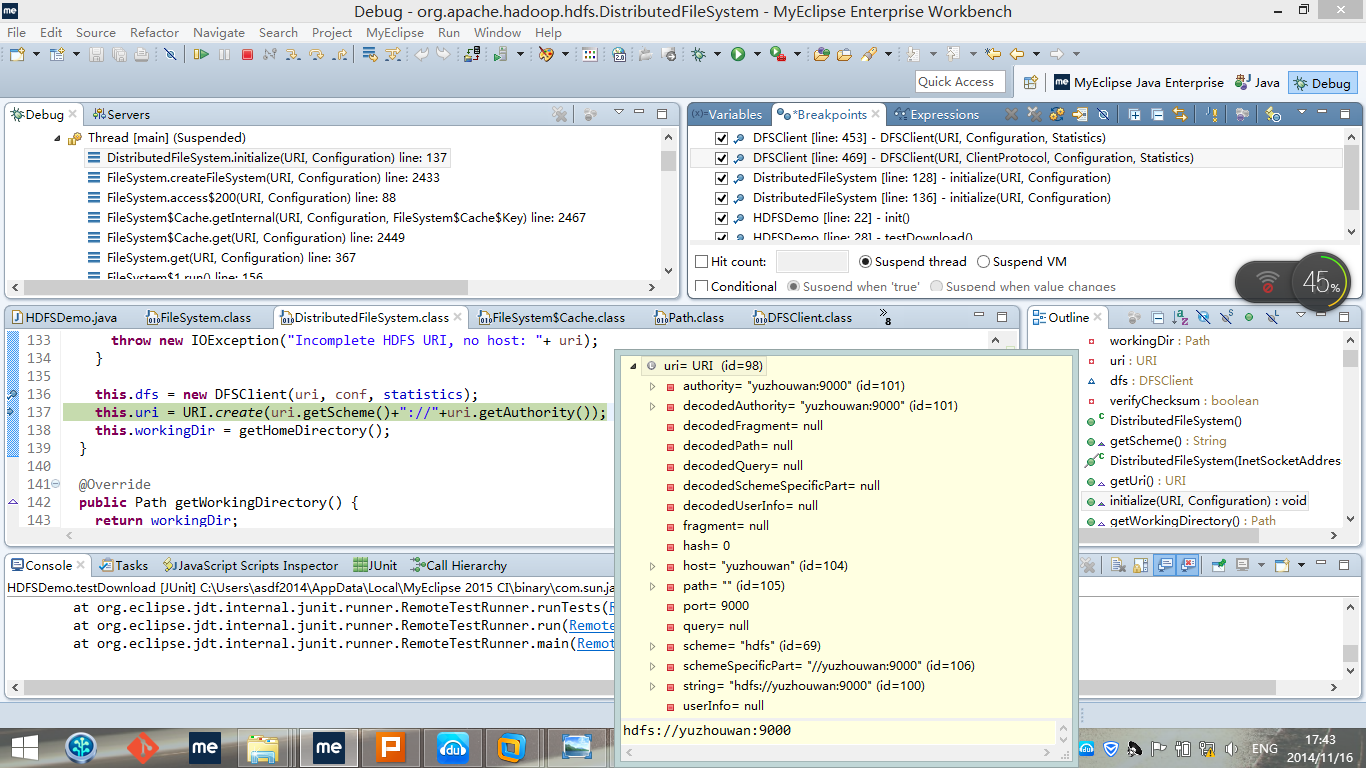 Debug - org.apache.hadoop.hdfs.DistributedFileSystem - MyEclipse Enterprise Workbench
File Edit Source Refactor Navigate Search Project MyEclipse Run Window Help
Quick Access
me MyEclipse Java Enterprise Java Debug
Debug Servers
Thread [main] (Suspended)
DistributedFileSystem.initialize(URI, Configuration) line: 137
FileSystem.createFileSystem(URI, Configuration) line: 2433
FileSystem.access$200(URI, Configuration) line: 88
FileSystem$Cache.getInternal(URI, Configuration, FileSystem$Cache$Key) line: 2467
FileSystem$Cache.get(URI, Configuration) line: 2449
FileSystem.get(URI, Configuration) line: 367
FileSystem$1.run() line: 156
Variables *Breakpoints Expressions
DFSClient [line: 453] - DFSClient(URI, Configuration, Statistics)
DFSClient [line: 469] - DFSClient(URI, ClientProtocol, Configuration, Statistics)
DistributedFileSystem [line: 128] - initialize(URI, Configuration)
DistributedFileSystem [line: 136] - initialize(URI, Configuration)
HDFSDemo [line: 22] - init()
HDFSDemo [line: 28] - testDownload()
Hit count: Suspend thread Suspend VM
Conditional Suspend when 'true' Suspend when value changes
45%
HDFSDemo.java FileSystem.class DistributedFileSystem.class FileSystem$Cache.class Path.class DFSClient.class »8
133 throw new IOException("Incomplete HDFS URI, no host: "+ uri);
134 }
135
136 this.dfs = new DFSClient(uri, conf, statistics);
137 this.uri = URI.create(uri.getScheme()+"://"+uri.getAuthority());
138 this.workingDir = getHomeDirectory();
139 }
140
141 @Override
142 public Path getWorkingDirectory() {
143 return workingDir;
uri= URI (id=98)
authority= "yuzhouwan:9000" (id=101)
decodedAuthority= "yuzhouwan:9000" (id=101)
decodedFragment= null
decodedPath= null
decodedQuery= null
decodedSchemeSpecificPart= null
decodedUserInfo= null
fragment= null
hash= 0
host= "yuzhouwan" (id=104)
path= "" (id=105)
port= 9000
query= null
scheme= "hdfs" (id=69)
schemeSpecificPart= "//yuzhouwan:9000" (id=106)
string= "hdfs://yuzhouwan:9000" (id=100)
userInfo= null
hdfs://yuzhouwan:9000
Outline
workingDir : Path
uri : URI
dfs : DFSClient
verifyChecksum : boolean
DistributedFileSystem()
getScheme() : String
DistributedFileSystem(InetSocketAddres
getUri() : URI
initialize(URI, Configuration) : void
getWorkingDirectory() : Path
Console Tasks JavaScript Scripts Inspector JUnit Call Hierarchy
HDFSDemo.testDownload [JUnit] C:\Users\asdf2014\AppData\Local\MyEclipse 2015 CI\binary\com.sun.ja
at org.eclipse.jdt.internal.junit.runner.RemoteTestRunner.runTests(R
at org.eclipse.jdt.internal.junit.runner.RemoteTestRunner.run(Remote
at org.eclipse.jdt.internal.junit.runner.RemoteTestRunner.main(Remot
me me P du du ENG
17:43
2014/11/16